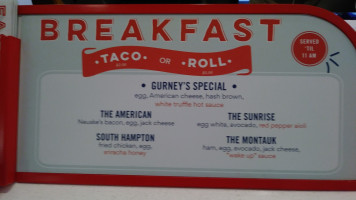 BREAKFAST
SERVED
'TIL
11 AM
TACO OR ROLL
• GURNEY'S SPECIAL •
egg, American cheese, hash brown,
white truffle hot sauce
THE AMERICAN
Nueske's bacon, egg, jack cheese
THE SUNRISE
egg white, avocado, red pepper aioli
SOUTH HAMPTON
fried chicken, egg,
sriracha honey
THE MONTAUK
ham, egg, avocado, jack cheese,
"wake up" sauce